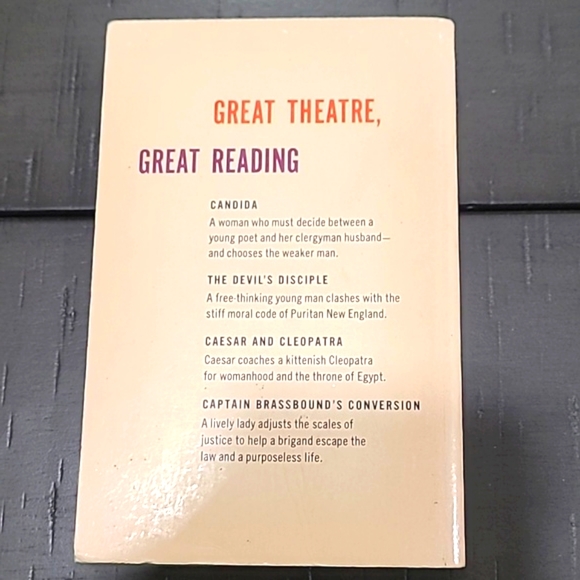 GREAT THEATRE,
GREAT READING
CANDIDA
A woman who must decide between a
young poet and her clergyman husband—
and chooses the weaker man.
THE DEVIL'S DISCIPLE
A free-thinking young man clashes with the
stiff moral code of Puritan New England.
CAESAR AND CLEOPATRA
Caesar coaches a kittenish Cleopatra
for womanhood and the throne of Egypt.
CAPTAIN BRASSBOUND'S CONVERSION
A lively lady adjusts the scales of
justice to help a brigand escape the
law and a purposeless life.